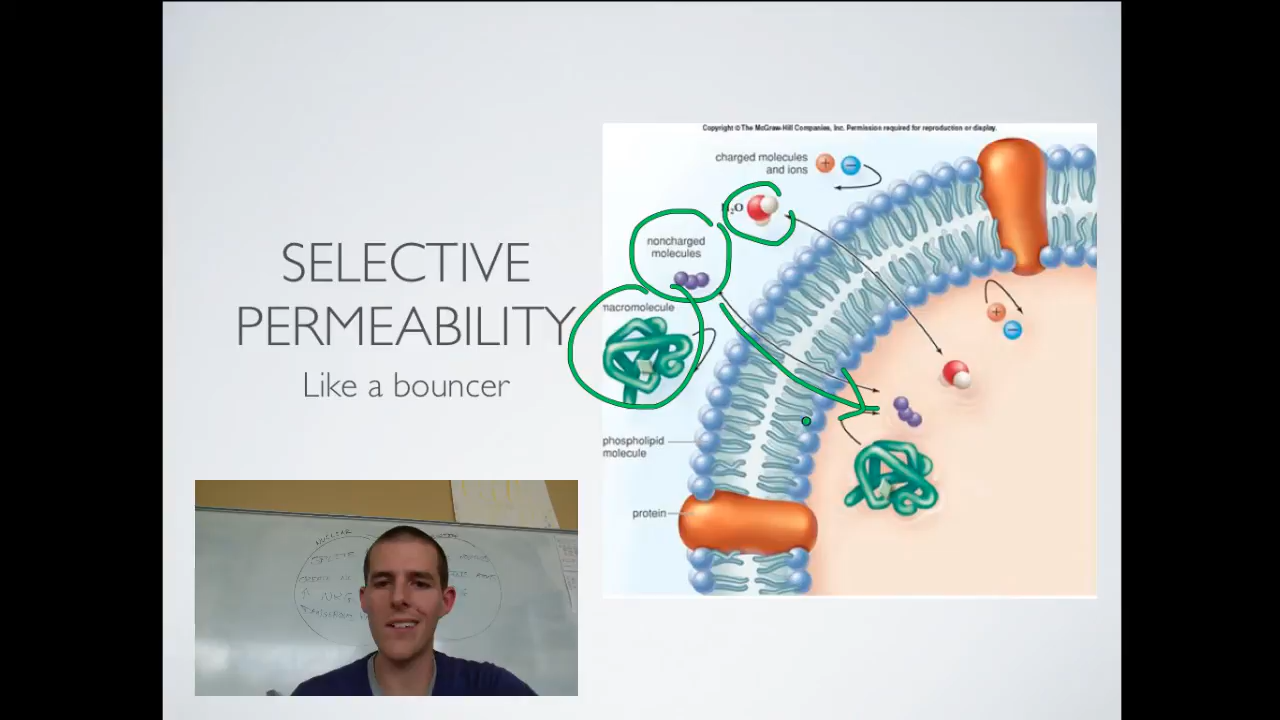 SELECTIVE
PERMEABILITY
Like a bouncer
Copyright © The McGraw-Hill Companies, Inc. Permission required for reproduction or display.
charged molecules
and ions
+
−
H₂O
noncharged
molecules
macromolecule
+
−
phospholipid
molecule
protein
NUCLEAR